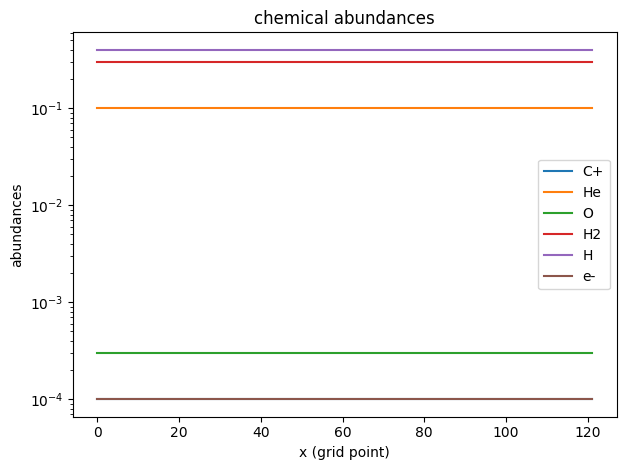 chemical abundances
abundances
10⁻¹
10⁻²
10⁻³
10⁻⁴
C+
He
O
H2
H
e-
0
20
40
60
80
100
120
x (grid point)